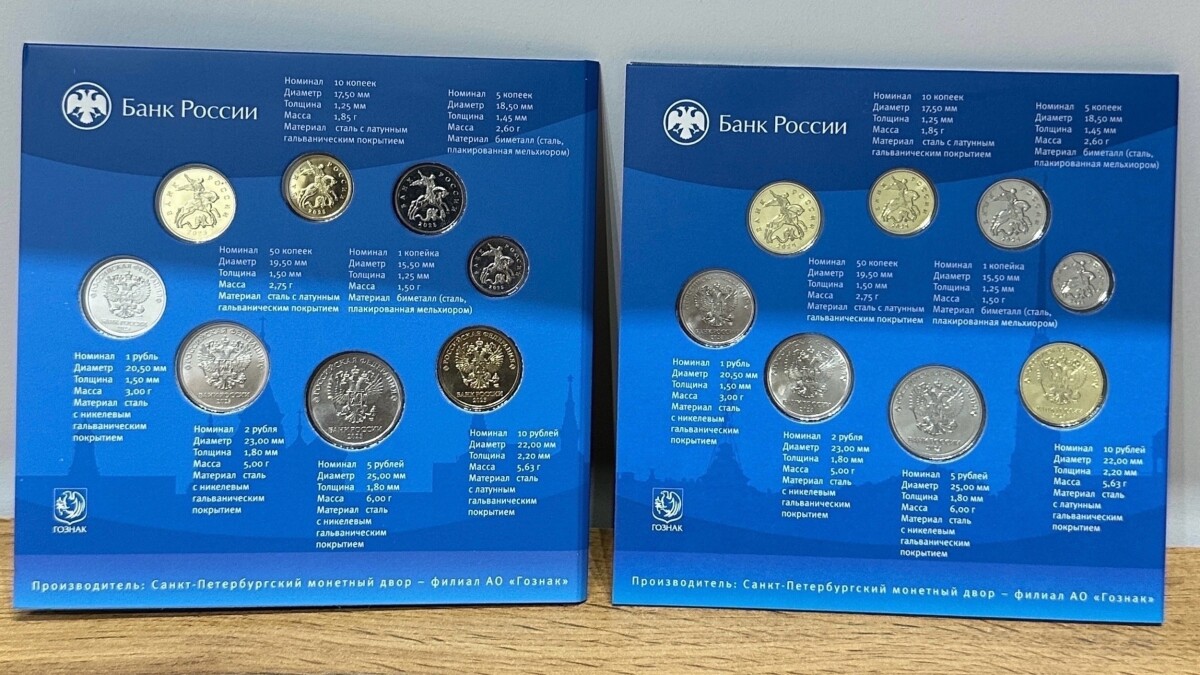 Банк России
Номинал 10 копеек
Диаметр 17,50 мм
Толщина 1,25 мм
Масса 1,85 г
Материал сталь с латунным
гальваническим покрытием
Номинал 5 копеек
Диаметр 18,50 мм
Толщина 1,45 мм
Масса 2,60 г
Материал биметалл (сталь,
плакированная мельхиором)
Номинал 50 копеек
Диаметр 19,50 мм
Толщина 1,50 мм
Масса 2,75 г
Материал сталь с латунным
гальваническим покрытием
Номинал 1 копейка
Диаметр 15,50 мм
Толщина 1,25 мм
Масса 1,50 г
Материал биметалл (сталь,
плакированная мельхиором)
Номинал 1 рубль
Диаметр 20,50 мм
Толщина 1,50 мм
Масса 3,00 г
Материал сталь
с никелевым
гальваническим
покрытием
Номинал 2 рубля
Диаметр 23,00 мм
Толщина 1,80 мм
Масса 5,00 г
Материал сталь
с никелевым
гальваническим
покрытием
Номинал 5 рублей
Диаметр 25,00 мм
Толщина 1,80 мм
Масса 6,00 г
Материал сталь
с никелевым
гальваническим
покрытием
Номинал 10 рублей
Диаметр 22,00 мм
Толщина 2,20 мм
Масса 5,63 г
Материал сталь
с латунным
гальваническим
покрытием
ГОЗНАК
Производитель: Санкт-Петербургский монетный двор – филиал АО «Гознак»
Банк России
Номинал 10 копеек
Диаметр 17,50 мм
Толщина 1,25 мм
Масса 1,85 г
Материал сталь с латунным
гальваническим покрытием
Номинал 5 копеек
Диаметр 18,50 мм
Толщина 1,45 мм
Масса 2,60 г
Материал биметалл (сталь,
плакированная мельхиором)
Номинал 50 копеек
Диаметр 19,50 мм
Толщина 1,50 мм
Масса 2,75 г
Материал сталь с латунным
гальваническим покрытием
Номинал 1 копейка
Диаметр 15,50 мм
Толщина 1,25 мм
Масса 1,50 г
Материал биметалл (сталь,
плакированная мельхиором)
Номинал 1 рубль
Диаметр 20,50 мм
Толщина 1,50 мм
Масса 3,00 г
Материал сталь
с никелевым
гальваническим
покрытием
Номинал 2 рубля
Диаметр 23,00 мм
Толщина 1,80 мм
Масса 5,00 г
Материал сталь
с никелевым
гальваническим
покрытием
Номинал 5 рублей
Диаметр 25,00 мм
Толщина 1,80 мм
Масса 6,00 г
Материал сталь
с никелевым
гальваническим
покрытием
Номинал 10 рублей
Диаметр 22,00 мм
Толщина 2,20 мм
Масса 5,63 г
Материал сталь
с латунным
гальваническим
покрытием
ГОЗНАК
Производитель: Санкт-Петербургский монетный двор – филиал АО «Гознак»